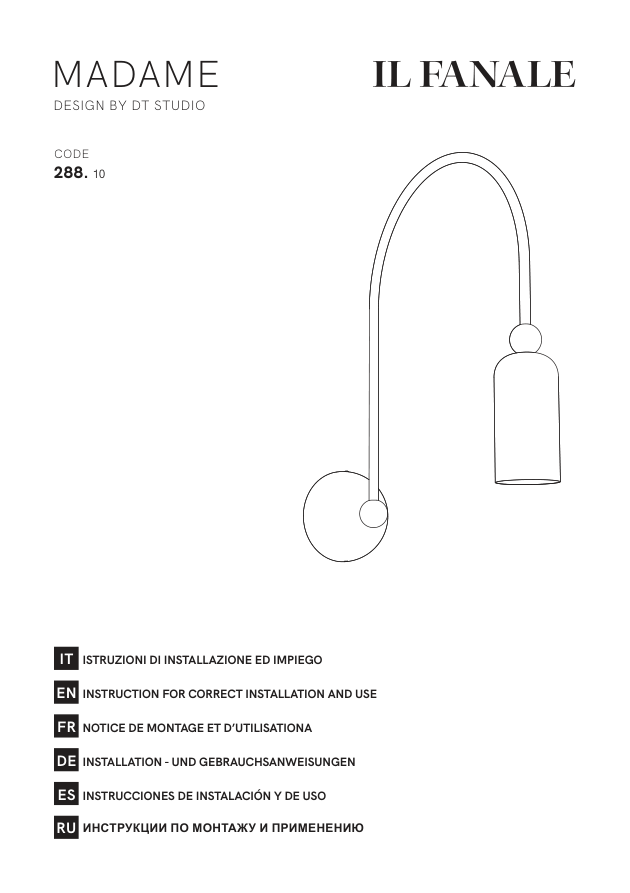 MADAME
IL FANALE
DESIGN BY DT STUDIO
CODE
288. 10
IT ISTRUZIONI DI INSTALLAZIONE ED IMPIEGO
EN INSTRUCTION FOR CORRECT INSTALLATION AND USE
FR NOTICE DE MONTAGE ET D’UTILISATIONA
DE INSTALLATION - UND GEBRAUCHSANWEISUNGEN
ES INSTRUCCIONES DE INSTALACIÓN Y DE USO
RU ИНСТРУКЦИИ ПО МОНТАЖУ И ПРИМЕНЕНИЮ